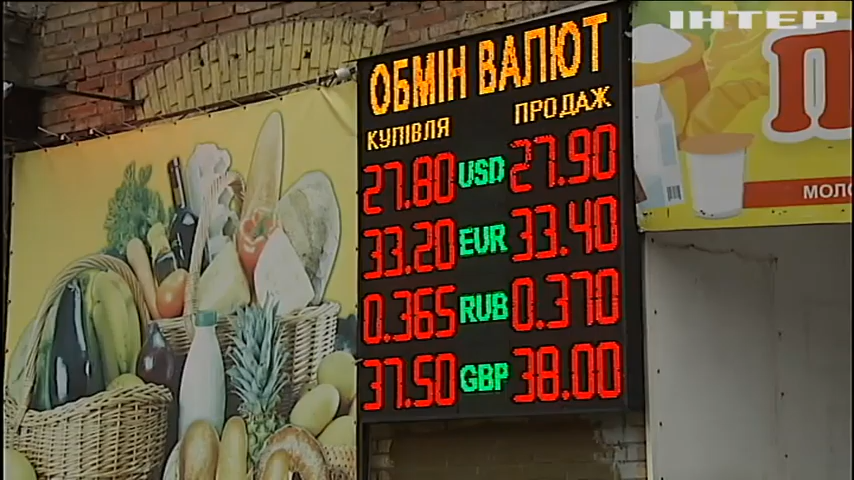 ІНТЕР
ОБМІН ВАЛЮТ
КУПІВЛЯ ПРОДАЖ
27.80 USD 27.90
33.20 EUR 33.40
0.365 RUB 0.370
37.50 GBP 38.00
П
МОЛО